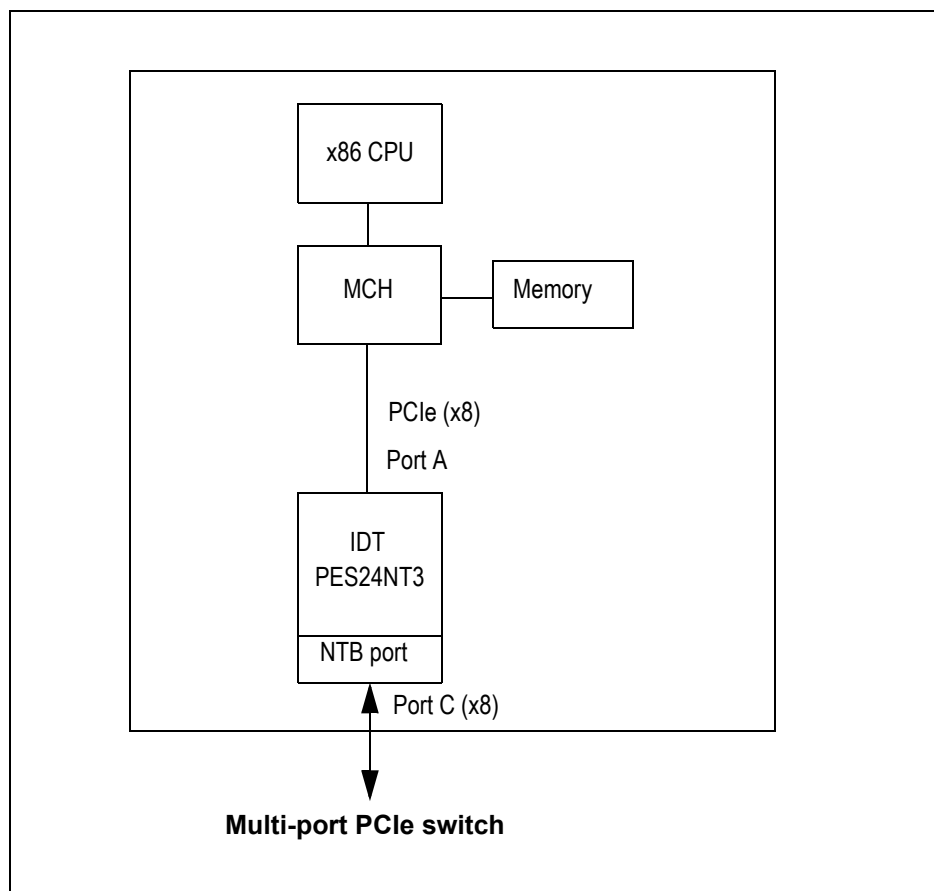 x86 CPU
MCH
Memory
PCIe (x8)
Port A
IDT
PES24NT3
NTB port
Port C (x8)
Multi-port PCIe switch